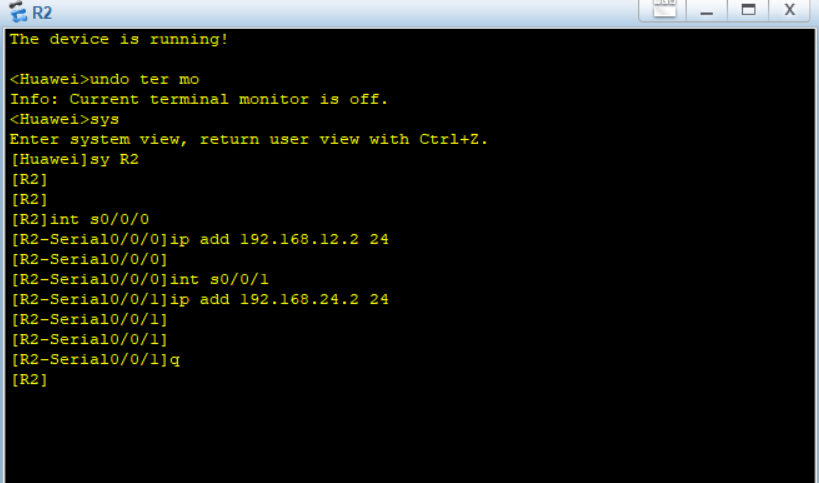 R2
The device is running!
<Huawei>undo ter mo
Info: Current terminal monitor is off.
<Huawei>sys
Enter system view, return user view with Ctrl+Z.
[Huawei]sy R2
[R2]
[R2]
[R2]int s0/0/0
[R2-Serial0/0/0]ip add 192.168.12.2 24
[R2-Serial0/0/0]
[R2-Serial0/0/0]int s0/0/1
[R2-Serial0/0/1]ip add 192.168.24.2 24
[R2-Serial0/0/1]
[R2-Serial0/0/1]
[R2-Serial0/0/1]q
[R2]